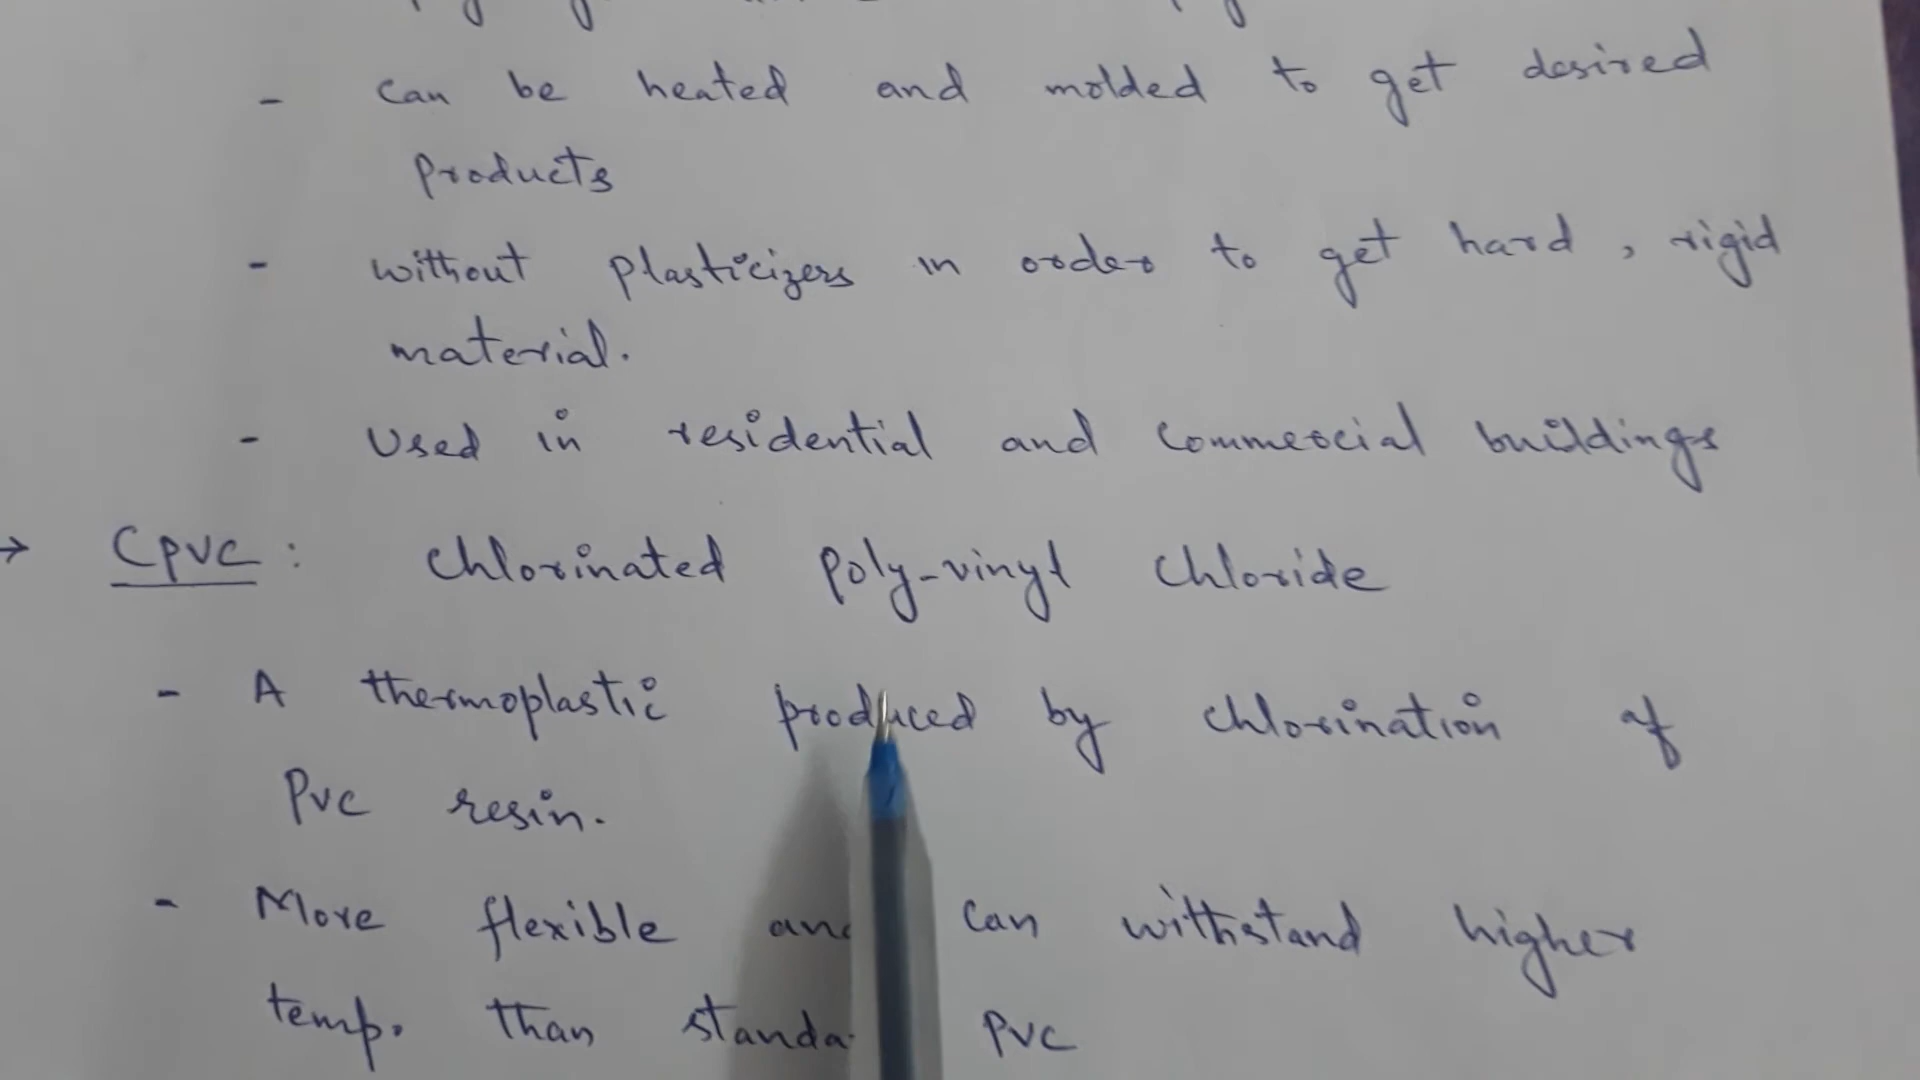 - Can be heated and molded to get desired
products
- without plasticizers in order to get hard, rigid
material.
- Used in residential and commercial buildings
→ CPVC : Chlorinated poly-vinyl chloride
- A thermoplastic produced by chlorination of
PVC resin.
- More flexible and can withstand higher
temp. than standa PVC